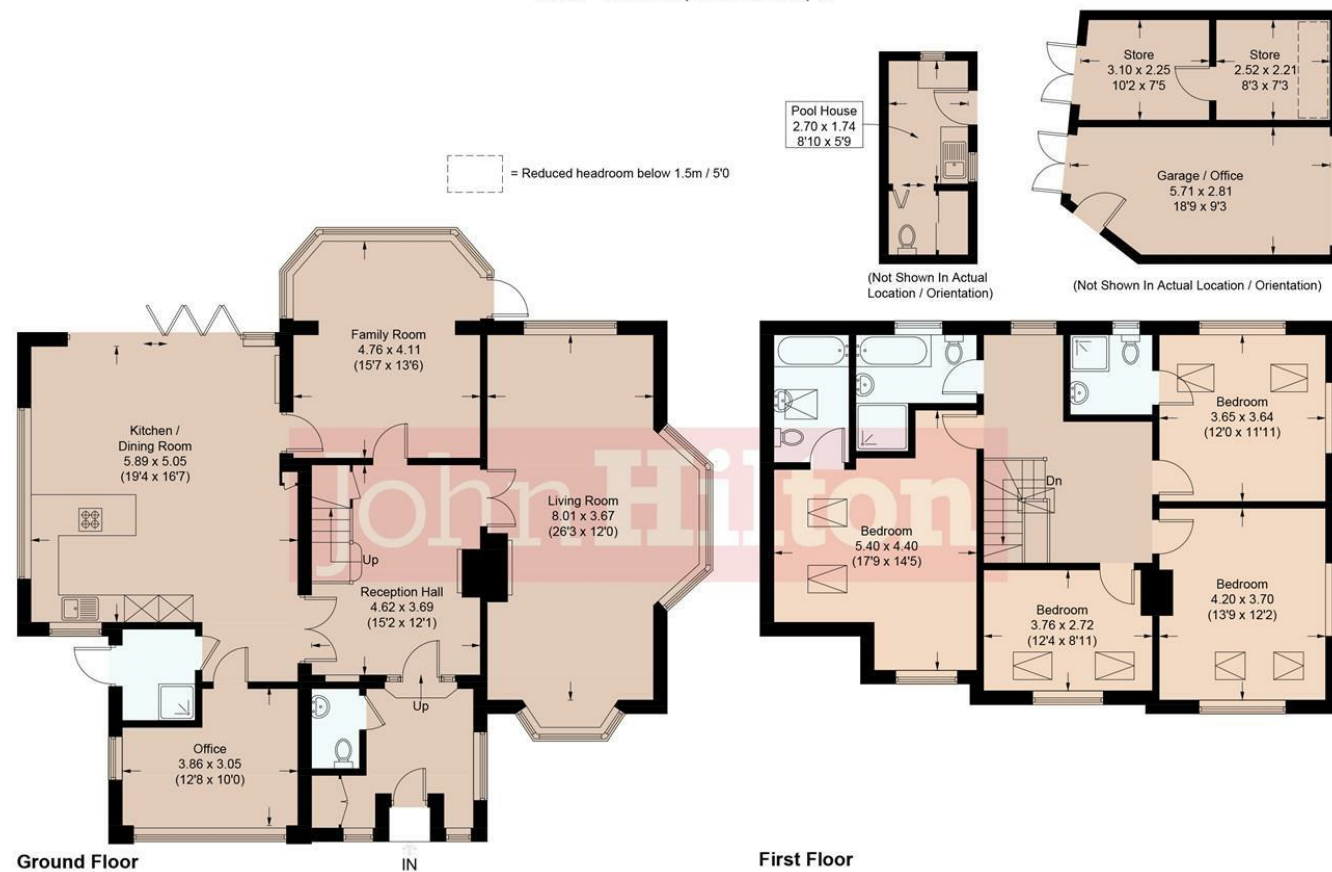 Store
3.10 x 2.25
10'2 x 7'5
Store
2.52 x 2.21
8'3 x 7'3
Pool House
2.70 x 1.74
8'10 x 5'9
= Reduced headroom below 1.5m / 5'0
Garage / Office
5.71 x 2.81
18'9 x 9'3
(Not Shown In Actual
Location / Orientation)
(Not Shown In Actual Location / Orientation)
Family Room
4.76 x 4.11
(15'7 x 13'6)
Kitchen /
Dining Room
5.89 x 5.05
(19'4 x 16'7)
Living Room
8.01 x 3.67
(26'3 x 12'0)
Up
Reception Hall
4.62 x 3.69
(15'2 x 12'1)
Up
Office
3.86 x 3.05
(12'8 x 10'0)
IN
Ground Floor
Bedroom
3.65 x 3.64
(12'0 x 11'11)
Dn
Bedroom
5.40 x 4.40
(17'9 x 14'5)
Bedroom
3.76 x 2.72
(12'4 x 8'11)
Bedroom
4.20 x 3.70
(13'9 x 12'2)
First Floor
John Hilton